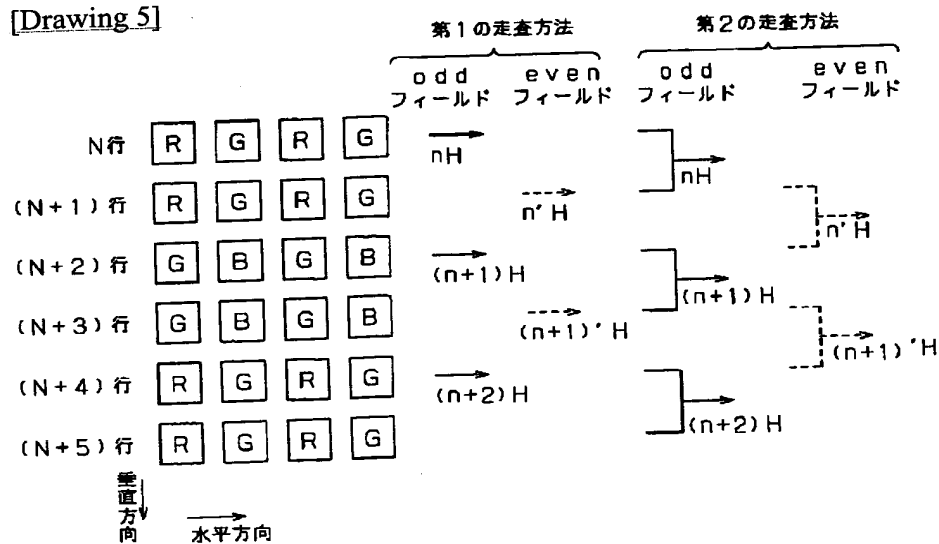 [Drawing 5]
第1の走査方法 第2の走査方法
odd even odd even
フィールド フィールド フィールド フィールド
N行 R G R G nH nH
(N+1)行 R G R G n'H n'H
(N+2)行 G B G B (n+1)H (n+1)H
(N+3)行 G B G B (n+1)'H (n+1)'H
(N+4)行 R G R G (n+2)H (n+2)H
(N+5)行 R G R G
垂直方向
水平方向